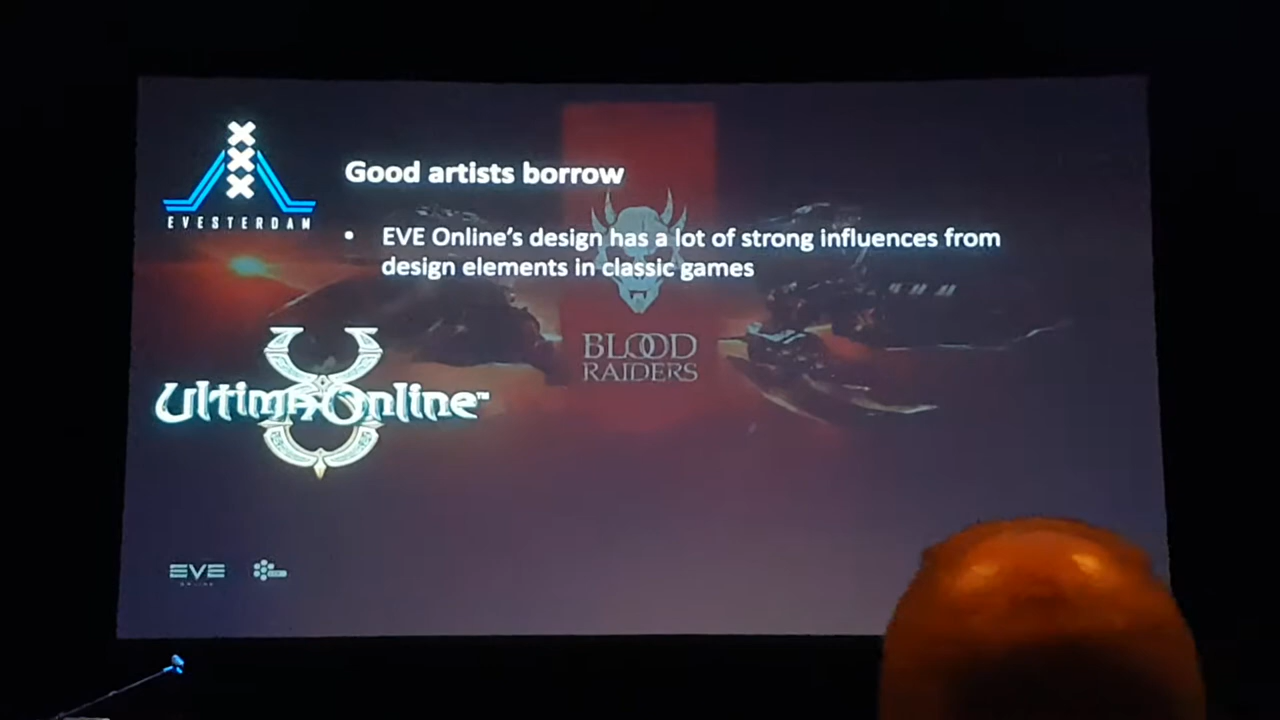 EVESTERDAM
Good artists borrow
• EVE Online's design has a lot of strong influences from
design elements in classic games
BLOOD
RAIDERS
Ultima Online™
EVE
ONLINE